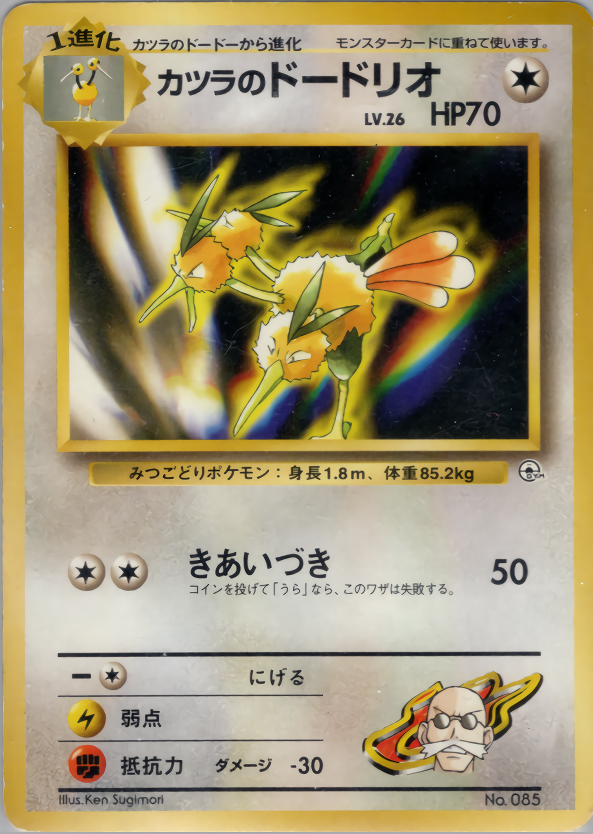 1進化
カツラのドードーから進化
モンスターカードに重ねて使います。
カツラのドードリオ
LV.26 HP70
みつごどりポケモン：身長1.8m、体重85.2kg
GYM
きあいづき 50
コインを投げて「うら」なら、このワザは失敗する。
にげる
弱点
抵抗力 ダメージ -30
Illus. Ken Sugimori
No. 085